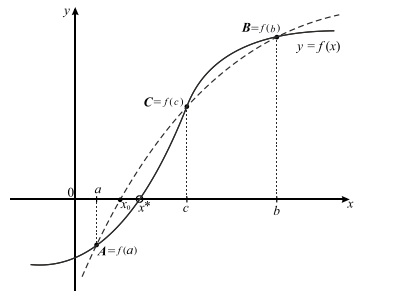 y
B=f(b)
y = f(x)
C=f(c)
0
a
x₀
x*
c
b
x
A=f(a)